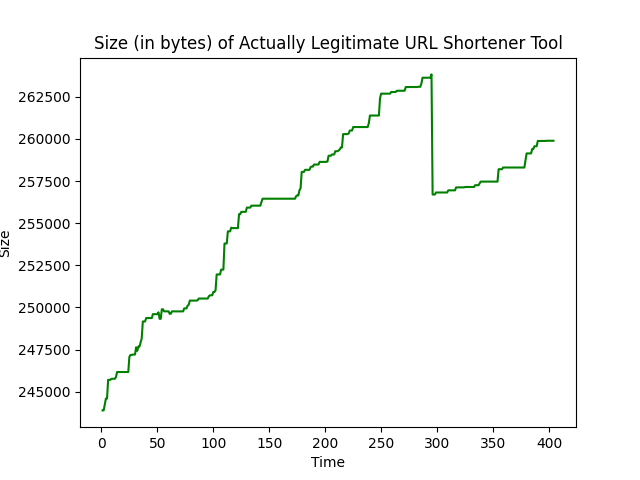 Size (in bytes) of Actually Legitimate URL Shortener Tool
262500
260000
257500
255000
252500
250000
247500
245000
Size
0 50 100 150 200 250 300 350 400
Time